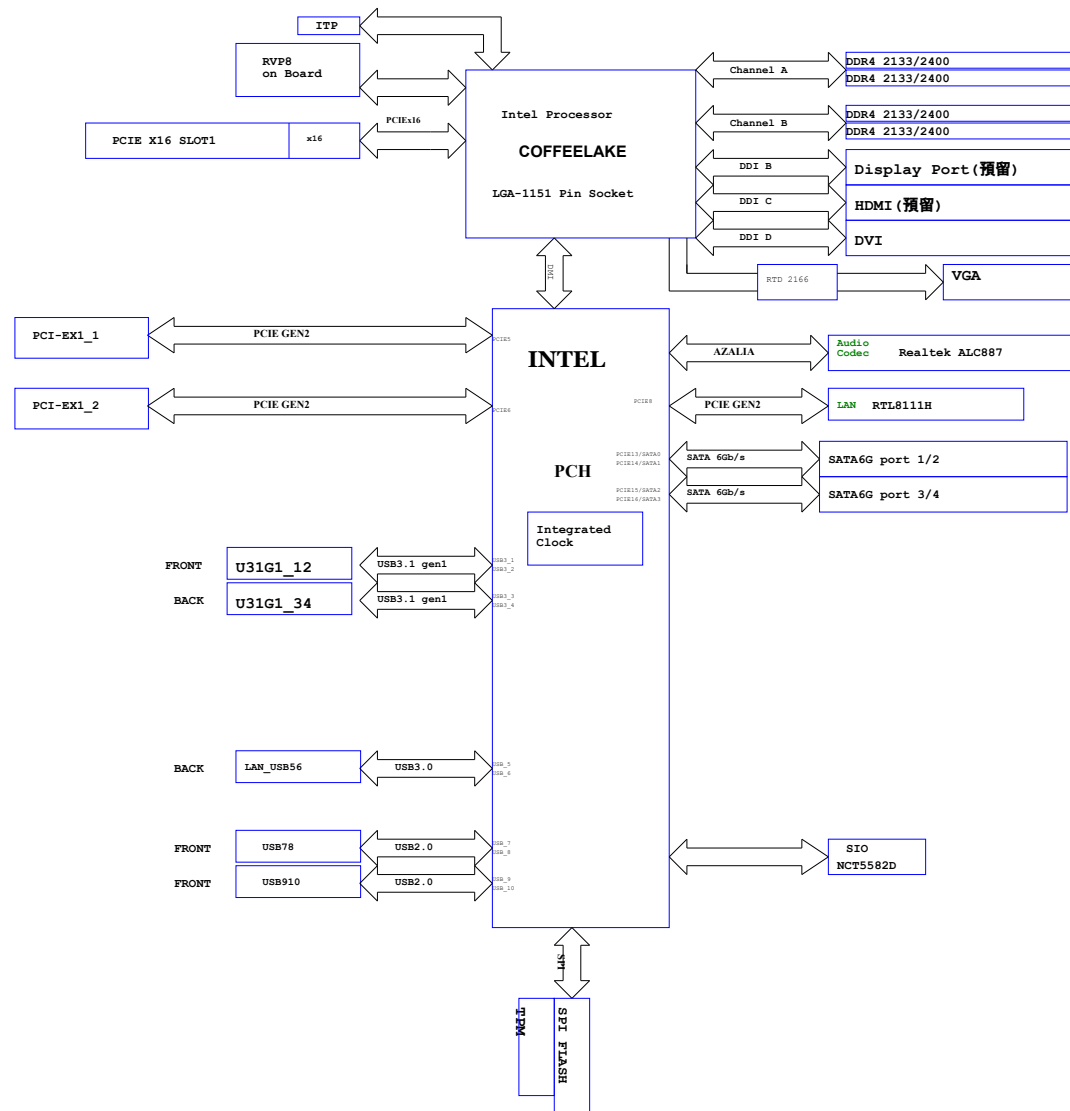 ITP
RVP8
on Board
PCIEx16
PCIE X16 SLOT1
x16
Intel Processor
COFFEELAKE
LGA-1151 Pin Socket
Channel A
DDR4 2133/2400
DDR4 2133/2400
Channel B
DDR4 2133/2400
DDR4 2133/2400
DDI B
Display Port(預留)
DDI C
HDMI(預留)
DDI D
DVI
RTD 2166
VGA
DMI
PCI-EX1_1
PCIE GEN2
PCIE5
INTEL
AZALIA
Audio
Codec
Realtek ALC887
PCI-EX1_2
PCIE GEN2
PCIE6
PCIE8
PCIE GEN2
LAN
RTL8111H
PCH
PCIE13/SATA0
PCIE14/SATA1
SATA 6Gb/s
SATA6G port 1/2
PCIE15/SATA2
PCIE16/SATA3
SATA 6Gb/s
SATA6G port 3/4
Integrated
Clock
FRONT
U31G1_12
USB3.1 gen1
USB3_1
USB3_2
BACK
U31G1_34
USB3.1 gen1
USB3_3
USB3_4
BACK
LAN_USB56
USB3.0
USB_5
USB_6
FRONT
USB78
USB2.0
USB_7
USB_8
FRONT
USB910
USB2.0
USB_9
USB_10
SIO
NCT5582D
SPI
TPM
SPI FLASH